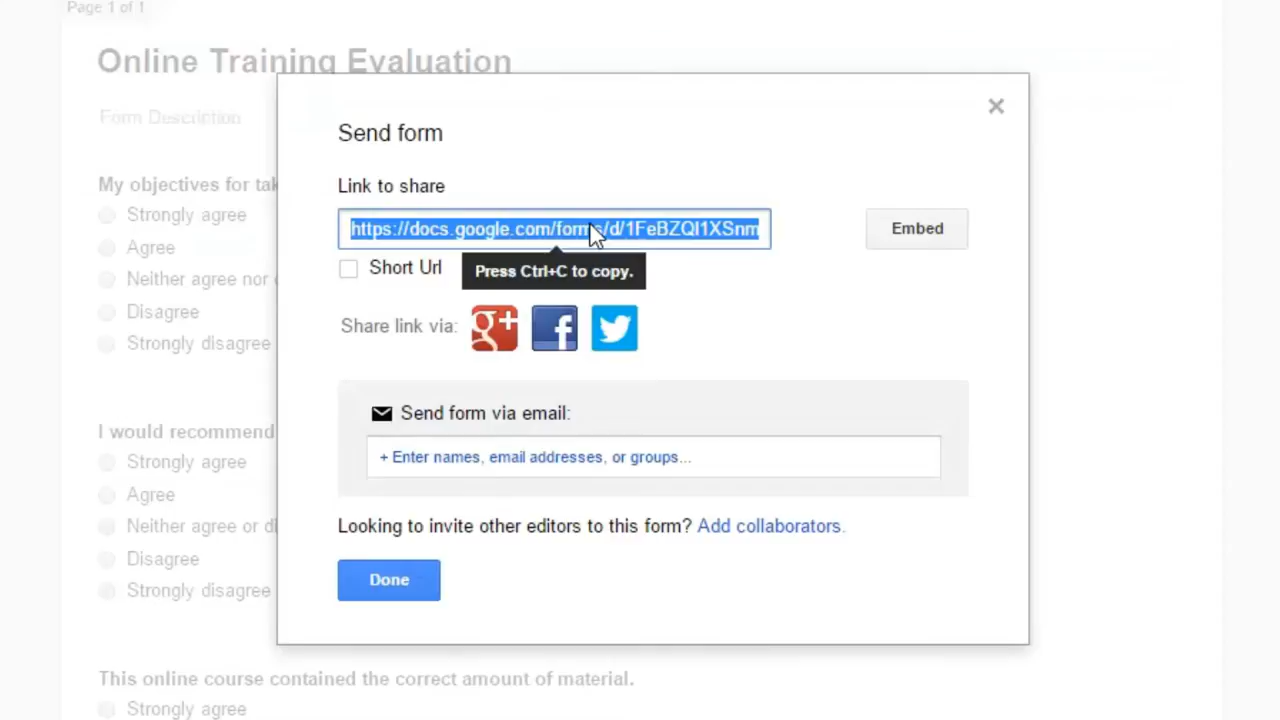 Page 1 of 1
Online Training Evaluation
Form Description
Send form
Link to share
https://docs.google.com/forms/d/1FeBZQI1XSnm
Embed
Short Url
Press Ctrl+C to copy.
Share link via:
g+ f
Send form via email:
+ Enter names, email addresses, or groups...
Looking to invite other editors to this form? Add collaborators.
Done
My objectives for tak
Strongly agree
Agree
Neither agree nor
Disagree
Strongly disagree
I would recommend
Strongly agree
Agree
Neither agree or di
Disagree
Strongly disagree
This online course contained the correct amount of material.
Strongly agree